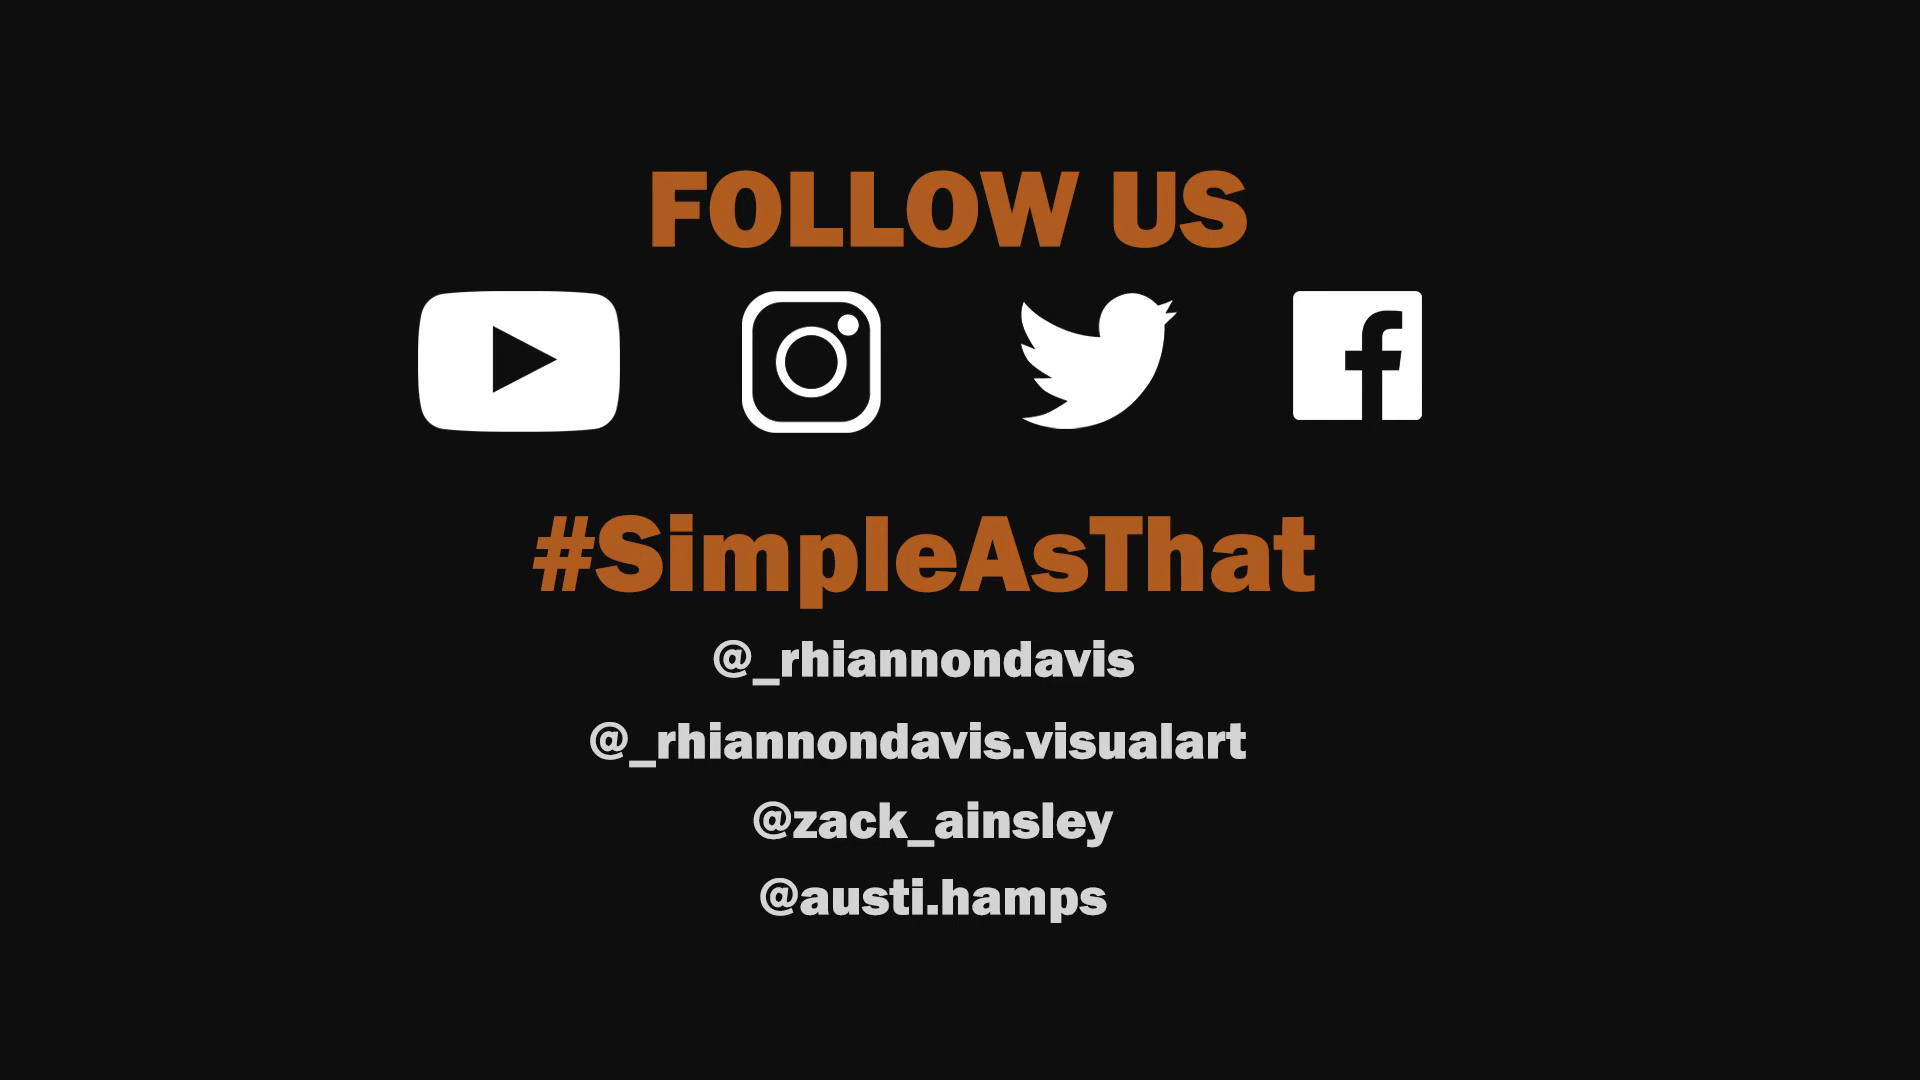 FOLLOW US
#SimpleAsThat
@_rhiannondavis
@_rhiannondavis.visualart
@zack_ainsley
@austi.hamps